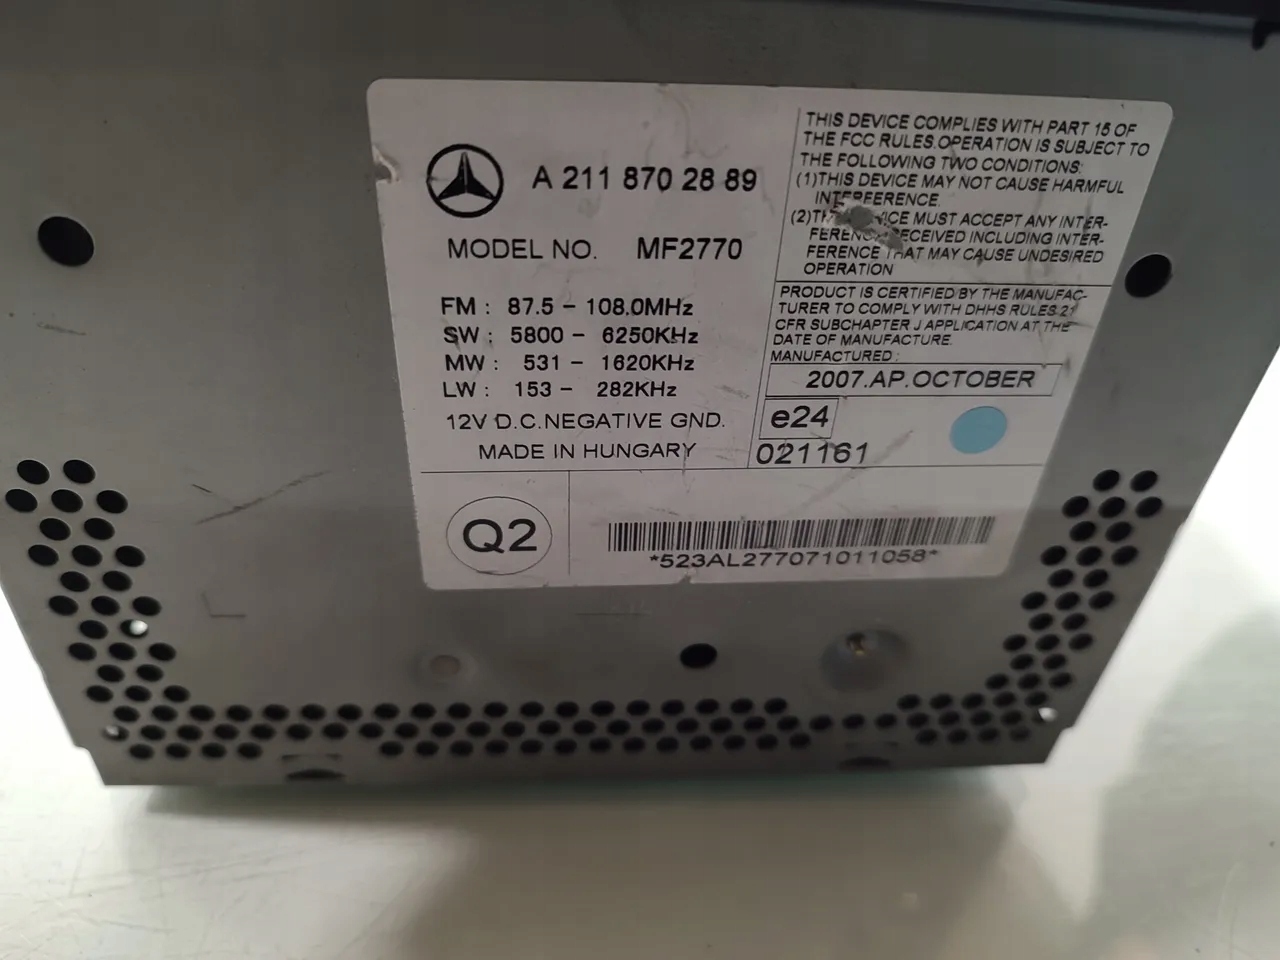 A 211 870 28 89
MODEL NO. MF2770
FM : 87.5 - 108.0MHz
SW : 5800 - 6250KHz
MW : 531 - 1620KHz
LW : 153 - 282KHz
12V D.C.NEGATIVE GND.
MADE IN HUNGARY
THIS DEVICE COMPLIES WITH PART 15 OF
THE FCC RULES.OPERATION IS SUBJECT TO
THE FOLLOWING TWO CONDITIONS:
(1)THIS DEVICE MAY NOT CAUSE HARMFUL
INTERFERENCE.
(2) MUST ACCEPT ANY INTER-
RECEIVED INCLUDING INTER-
FERENCE THAT MAY CAUSE UNDESIRED
OPERATION
PRODUCT IS CERTIFIED BY THE MANUFAC-
TURER TO COMPLY WITH DHHS RULES 21
CFR SUBCHAPTER J APPLICATION AT THE
DATE OF MANUFACTURE.
MANUFACTURED :
2007.AP.OCTOBER
e24
021161
Q2
*523AL277071011058*